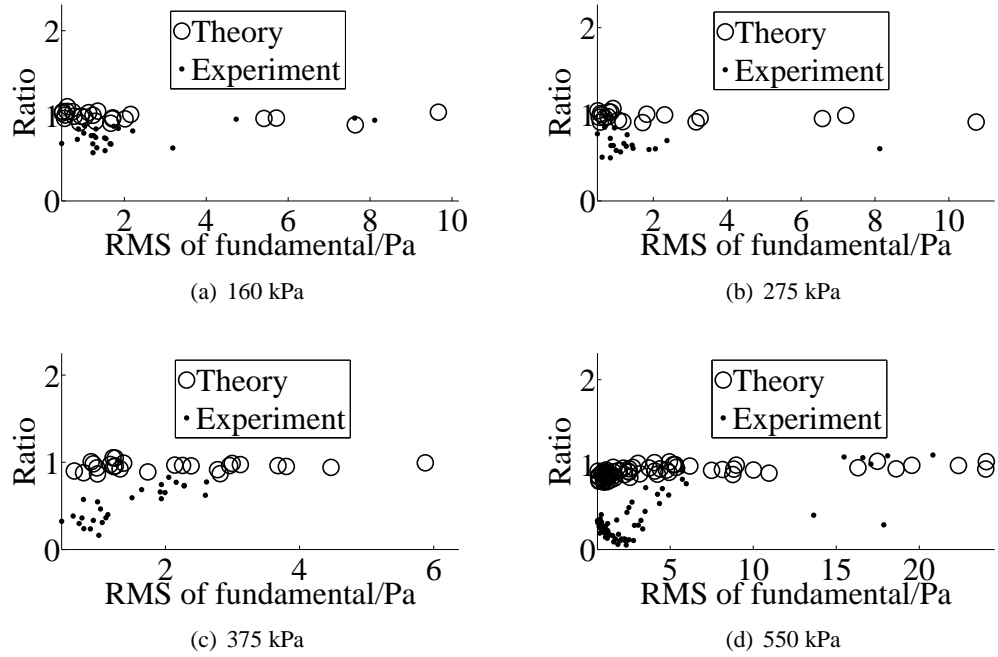 2
Theory
Experiment
Ratio
1
0
2 4 6 8 10
RMS of fundamental/Pa
(a) 160 kPa
2
Theory
Experiment
Ratio
1
0
2 4 6 8 10
RMS of fundamental/Pa
(b) 275 kPa
2
Theory
Experiment
Ratio
1
0
2 4 6
RMS of fundamental/Pa
(c) 375 kPa
2
Theory
Experiment
Ratio
1
0
5 10 15 20
RMS of fundamental/Pa
(d) 550 kPa